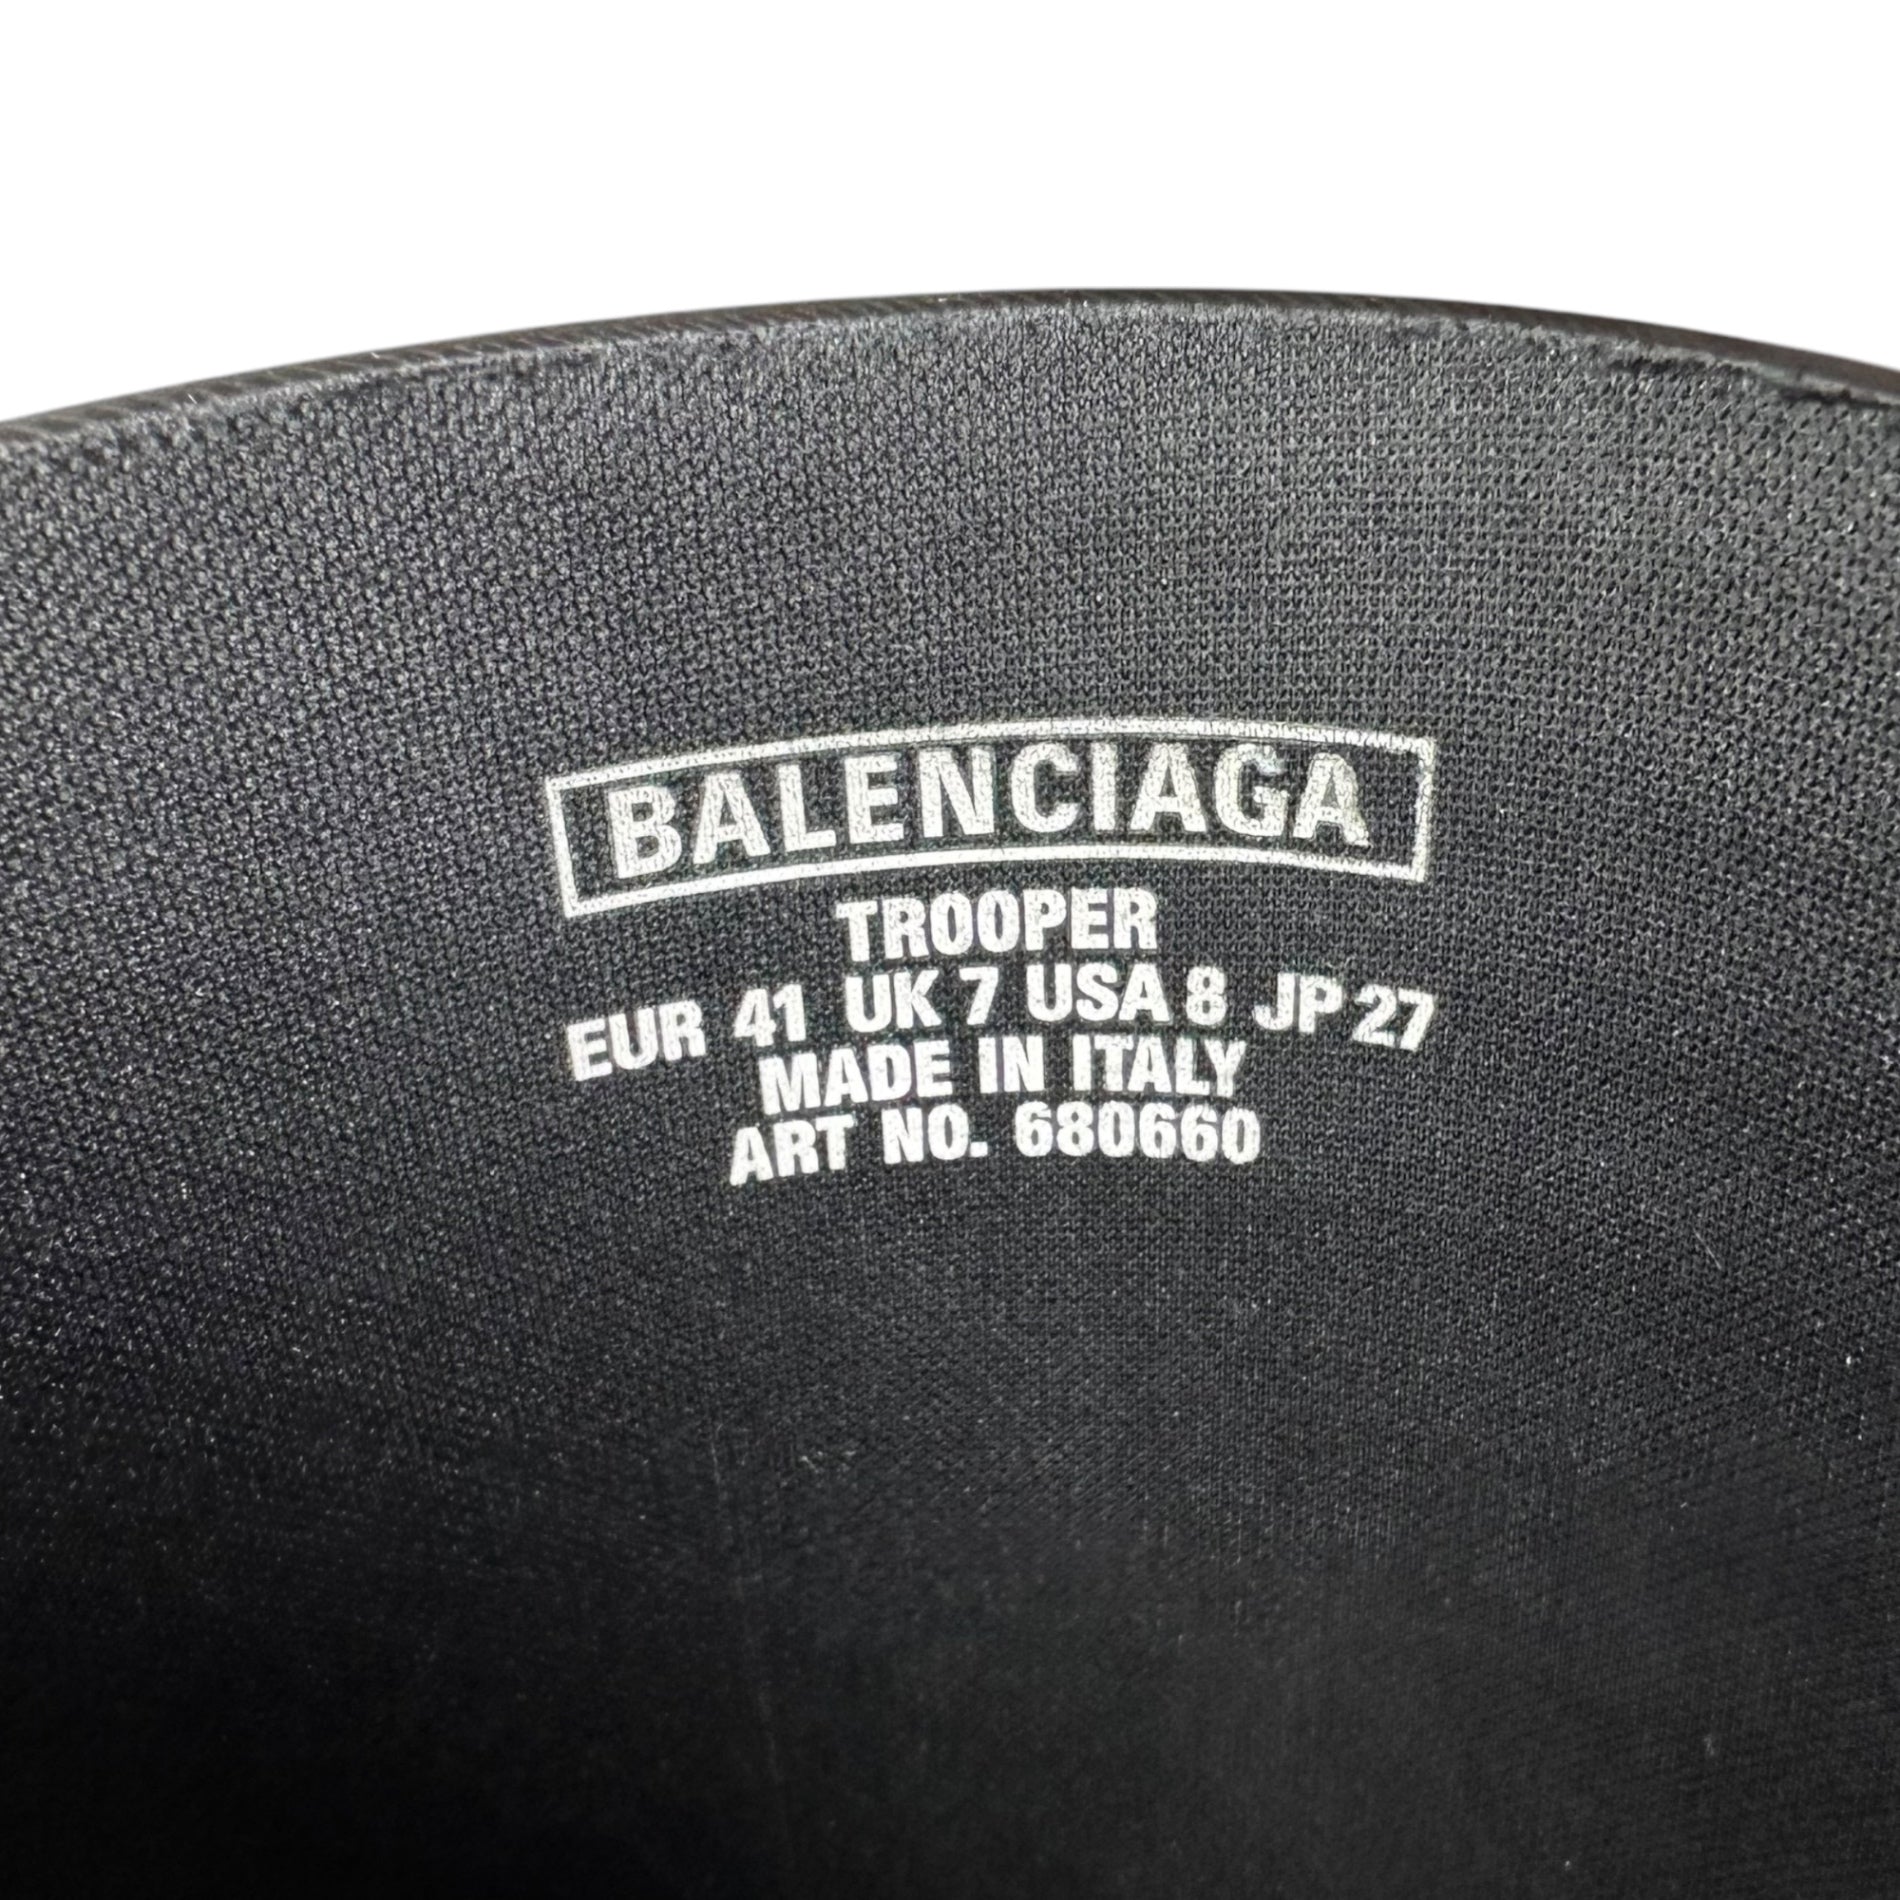 BALENCIAGA
TROOPER
EUR 41 UK 7 USA 8 JP 27
MADE IN ITALY
ART NO. 680660